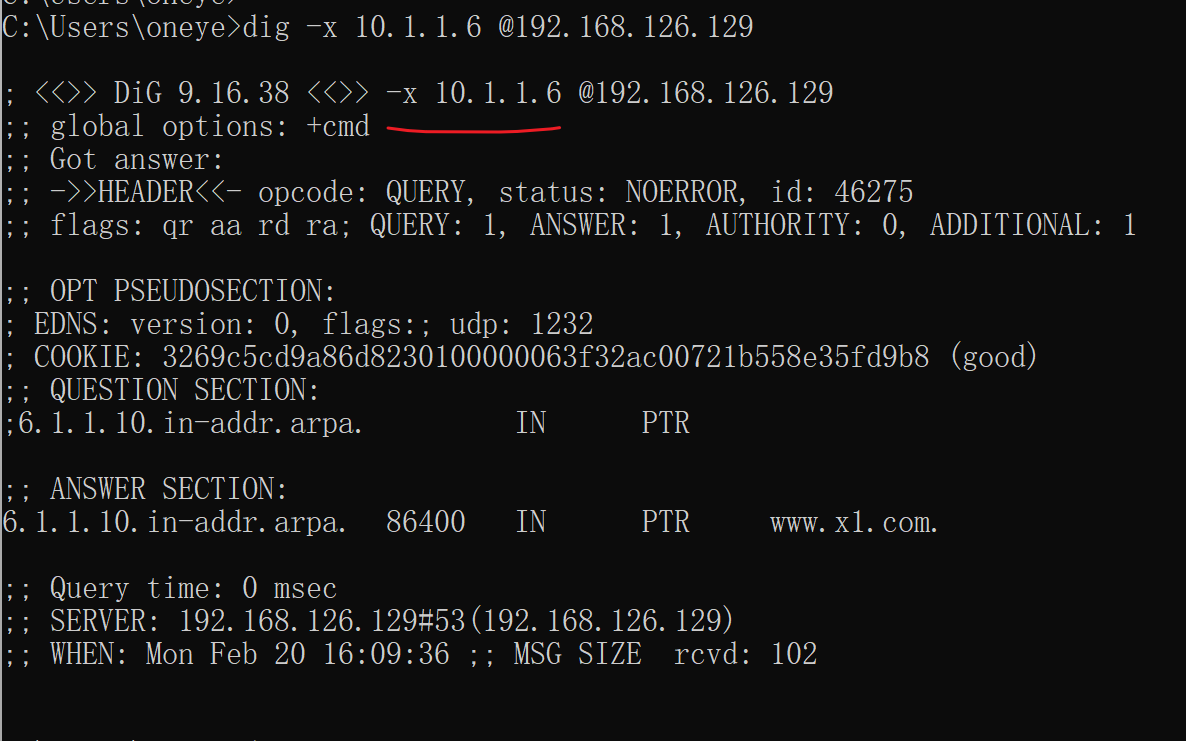 C:\Users\oneye>dig -x 10.1.1.6 @192.168.126.129
; <<>> DiG 9.16.38 <<>> -x 10.1.1.6 @192.168.126.129
;; global options: +cmd
;; Got answer:
;; ->>HEADER<<- opcode: QUERY, status: NOERROR, id: 46275
;; flags: qr aa rd ra; QUERY: 1, ANSWER: 1, AUTHORITY: 0, ADDITIONAL: 1
;; OPT PSEUDOSECTION:
; EDNS: version: 0, flags:; udp: 1232
; COOKIE: 3269c5cd9a86d8230100000063f32ac00721b558e35fd9b8 (good)
;; QUESTION SECTION:
;6.1.1.10.in-addr.arpa. IN PTR
;; ANSWER SECTION:
6.1.1.10.in-addr.arpa. 86400 IN PTR www.x1.com.
;; Query time: 0 msec
;; SERVER: 192.168.126.129#53(192.168.126.129)
;; WHEN: Mon Feb 20 16:09:36 ;; MSG SIZE rcvd: 102